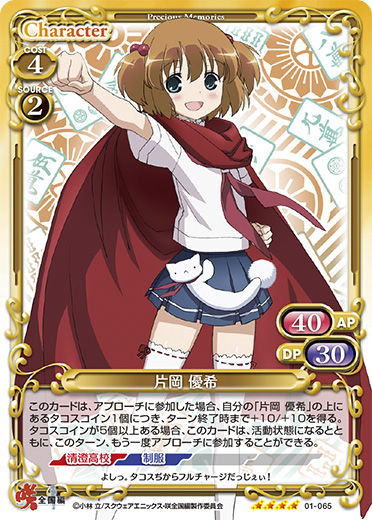 Precious Memories
Character
COST
4
SOURCE
2
40 AP
DP 30
片岡 優希
このカードは、アプローチに参加した場合、自分の「片岡 優希」の上に
あるタコスコイン1個につき、ターン終了時まで+10/+10を得る。
タコスコインが5個以上ある場合、このカードは、活動状態になるとと
もに、このターン、もう一度アプローチに参加することができる。
清澄高校 制服
よしっ。タコスぢからフルチャージだっじぇぃ!
咲 全国編
©小林 立/スクウェアエニックス・咲全国編製作委員会
01-065